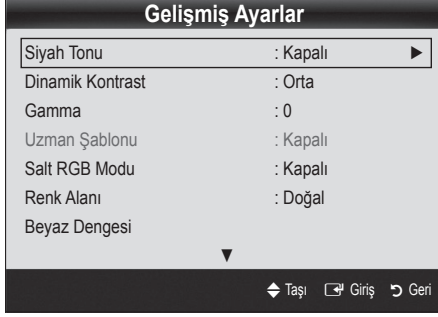 Gelişmiş Ayarlar
Siyah Tonu : Kapalı ►
Dinamik Kontrast : Orta
Gamma : 0
Uzman Şablonu : Kapalı
Salt RGB Modu : Kapalı
Renk Alanı : Doğal
Beyaz Dengesi
▼
Taşı Giriş Geri